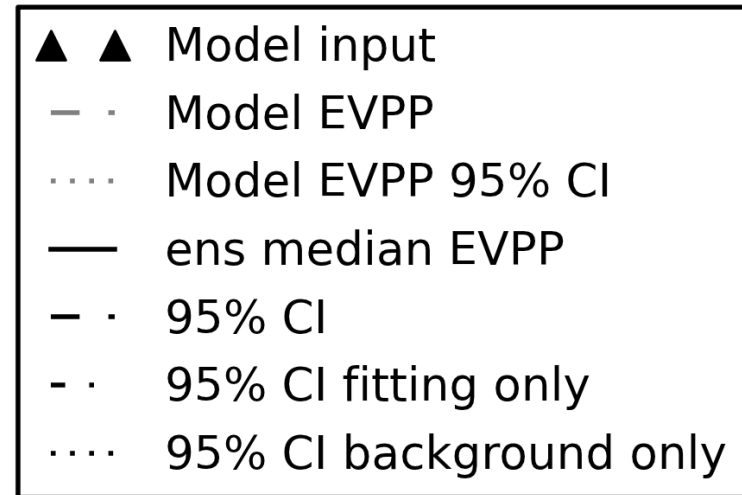 Model input
Model EVPP
Model EVPP 95% CI
ens median EVPP
95% CI
95% CI fitting only
95% CI background only